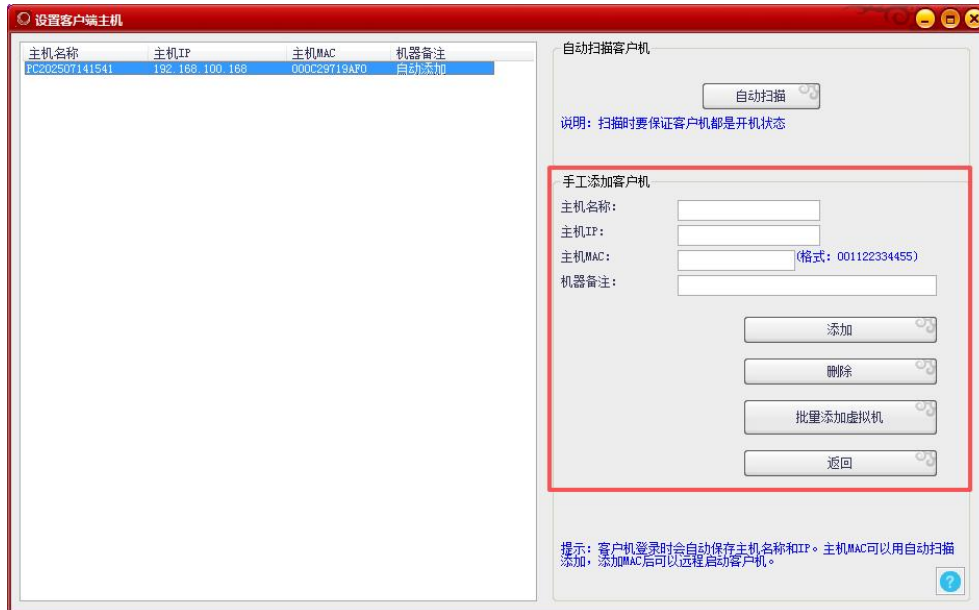 设置客户端主机
主机名称 主机IP 主机MAC 机器备注
PC202507141541 192.168.100.168 000C29719AF0 自动添加
自动扫描客户机
自动扫描
说明：扫描时要保证客户机都是开机状态
手工添加客户机
主机名称：
主机IP：
主机MAC： (格式：001122334455)
机器备注：
添加
删除
批量添加虚拟机
返回
提示：客户机登录时会自动保存主机名称和IP。主机MAC可以用自动扫描
添加，添加MAC后可以远程启动客户机。
?